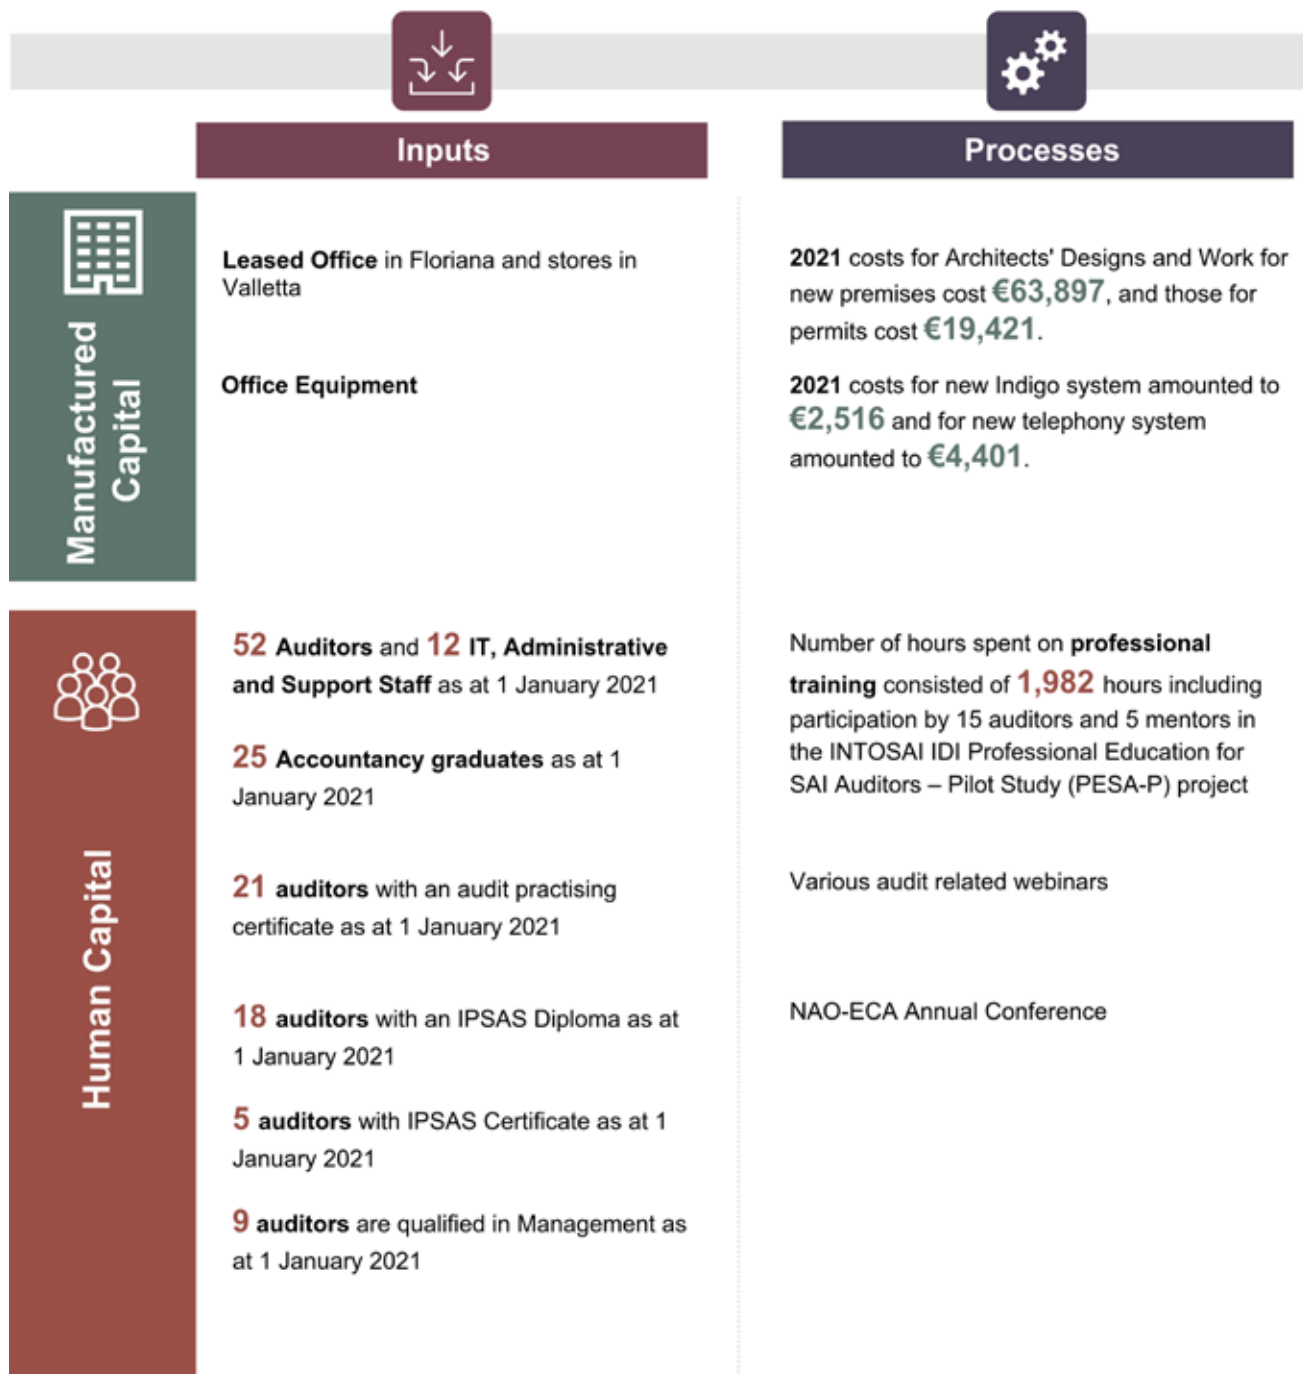 Inputs
Processes
Manufactured
Capital
Leased Office in Floriana and stores in
Valletta
2021 costs for Architects' Designs and Work for
new premises cost €63,897, and those for
permits cost €19,421.
Office Equipment
2021 costs for new Indigo system amounted to
€2,516 and for new telephony system
amounted to €4,401.
Human Capital
52 Auditors and 12 IT, Administrative
and Support Staff as at 1 January 2021
25 Accountancy graduates as at 1
January 2021
21 auditors with an audit practising
certificate as at 1 January 2021
18 auditors with an IPSAS Diploma as at
1 January 2021
5 auditors with IPSAS Certificate as at 1
January 2021
9 auditors are qualified in Management as
at 1 January 2021
Number of hours spent on professional
training consisted of 1,982 hours including
participation by 15 auditors and 5 mentors in
the INTOSAI IDI Professional Education for
SAI Auditors – Pilot Study (PESA-P) project
Various audit related webinars
NAO-ECA Annual Conference